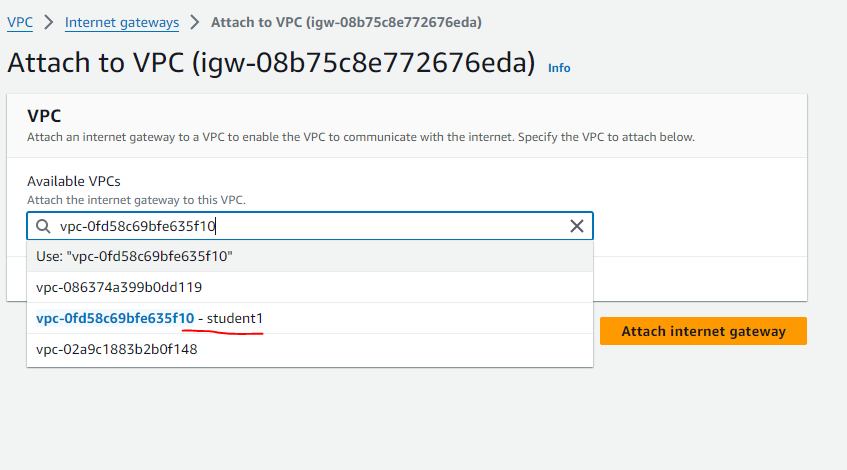 VPC > Internet gateways > Attach to VPC (igw-08b75c8e772676eda)
Attach to VPC (igw-08b75c8e772676eda) Info
VPC
Attach an internet gateway to a VPC to enable the VPC to communicate with the internet. Specify the VPC to attach below.
Available VPCs
Attach the internet gateway to this VPC.
vpc-0fd58c69bfe635f10
Use: "vpc-0fd58c69bfe635f10"
vpc-086374a399b0dd119
vpc-0fd58c69bfe635f10 - student1
vpc-02a9c1883b2b0f148
Attach internet gateway